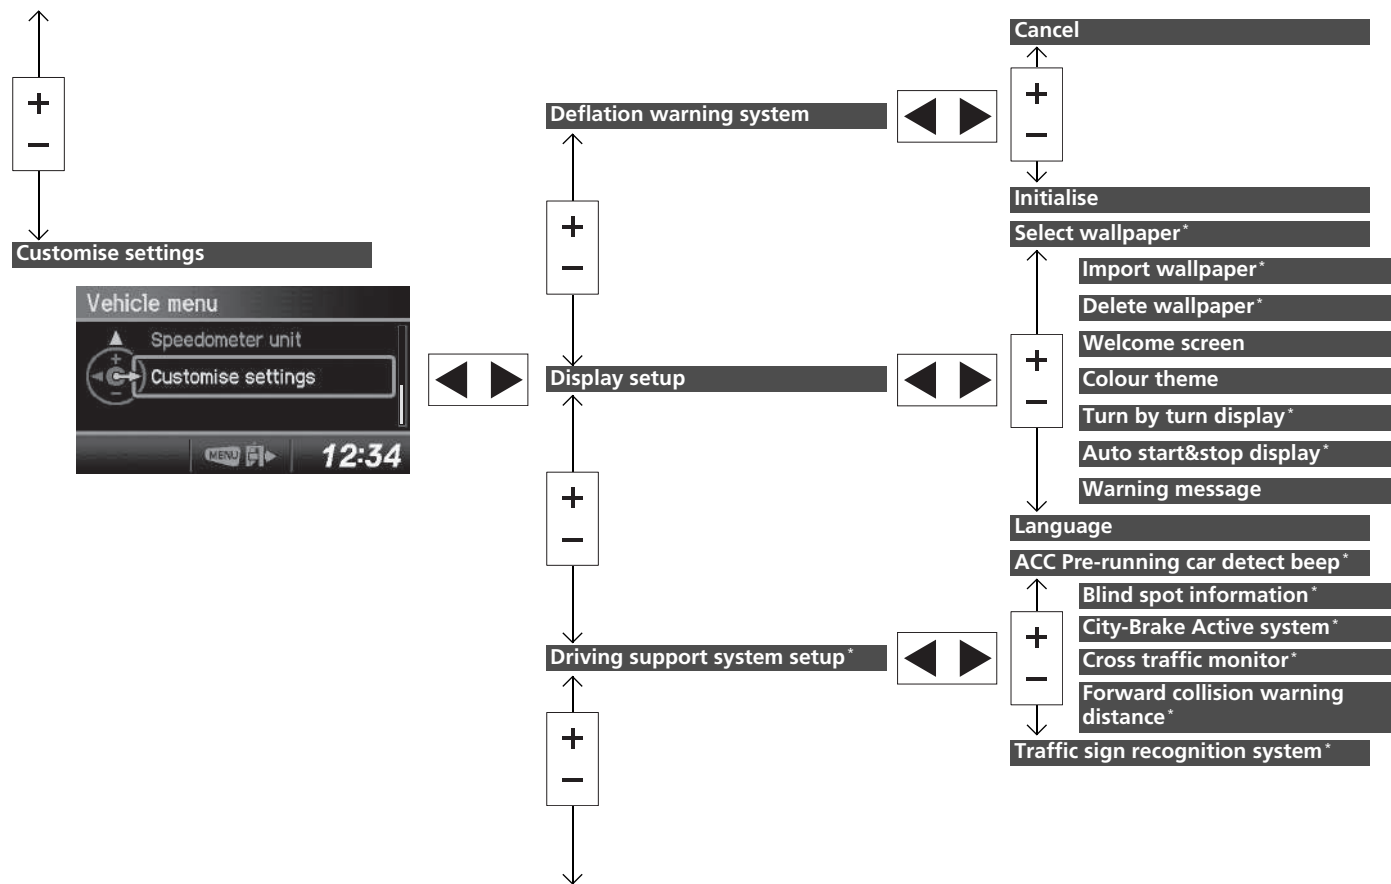 Customise settings
Vehicle menu
Speedometer unit
Customise settings
MENU
12:34
Deflation warning system
Cancel
Initialise
Display setup
Select wallpaper*
Import wallpaper*
Delete wallpaper*
Welcome screen
Colour theme
Turn by turn display*
Auto start&stop display*
Warning message
Language
Driving support system setup*
ACC Pre-running car detect beep*
Blind spot information*
City-Brake Active system*
Cross traffic monitor*
Forward collision warning
distance*
Traffic sign recognition system*